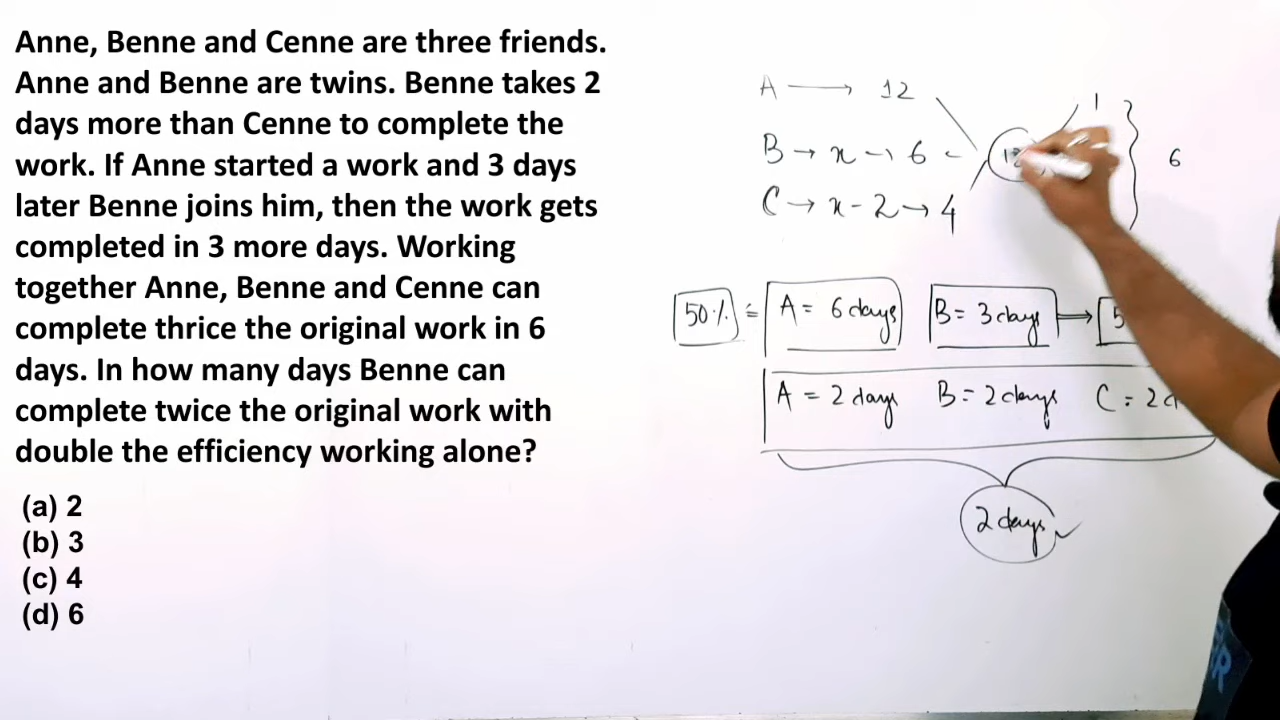 Anne, Benne and Cenne are three friends.
Anne and Benne are twins. Benne takes 2
days more than Cenne to complete the
work. If Anne started a work and 3 days
later Benne joins him, then the work gets
completed in 3 more days. Working
together Anne, Benne and Cenne can
complete thrice the original work in 6
days. In how many days Benne can
complete twice the original work with
double the efficiency working alone?
(a) 2
(b) 3
(c) 4
(d) 6
A → 12
1
B → x → 6
6
C → x - 2 → 4
50% = A = 6 days B = 3 days ⇒ 5
A = 2 days B = 2 days C = 2 d
2 days ✓